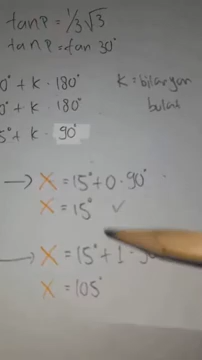 tan P = 1/3 √3
tan P = tan 30°
0° + k · 180° k = bilangan
0° + k · 180° bulat
5° + k · 90°
→ X = 15° + 0 · 90°
X = 15° ✓
→ X = 15° + 1 ·
X = 105°